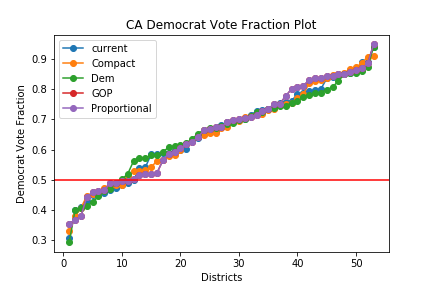 CA Democrat Vote Fraction Plot
current
Compact
Dem
GOP
Proportional
Democrat Vote Fraction
0.9
0.8
0.7
0.6
0.5
0.4
0.3
0 10 20 30 40 50
Districts